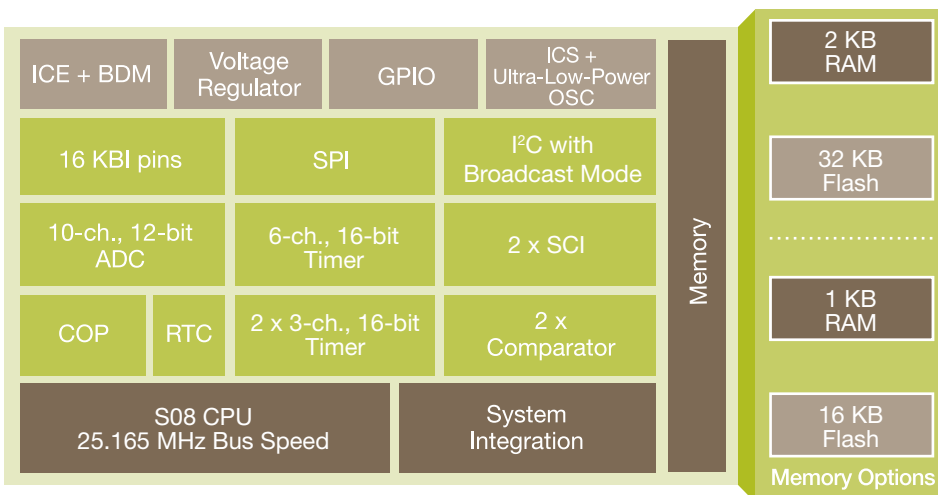 ICE + BDM
Voltage
Regulator
GPIO
ICS +
Ultra-Low-Power
OSC
16 KBI pins
SPI
I²C with
Broadcast Mode
10-ch., 12-bit
ADC
6-ch., 16-bit
Timer
2 x SCI
COP
RTC
2 x 3-ch., 16-bit
Timer
2 x
Comparator
S08 CPU
25.165 MHz Bus Speed
System
Integration
Memory
2 KB
RAM
32 KB
Flash
1 KB
RAM
16 KB
Flash
Memory Options